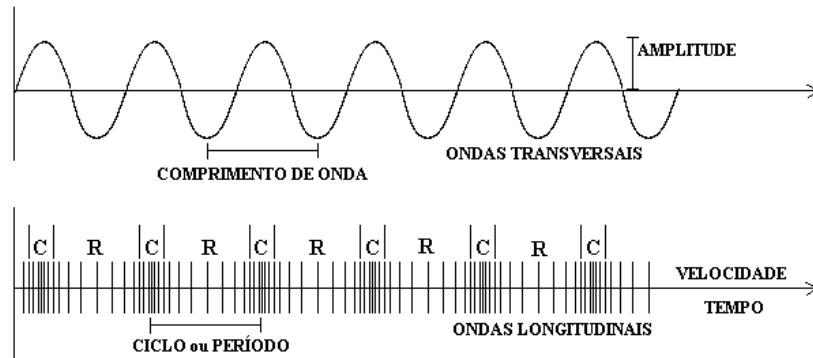 AMPLITUDE
ONDAS TRANSVERSAIS
COMPRIMENTO DE ONDA
C R C R C R C R C R C
VELOCIDADE
TEMPO
ONDAS LONGITUDINAIS
CICLO ou PERÍODO